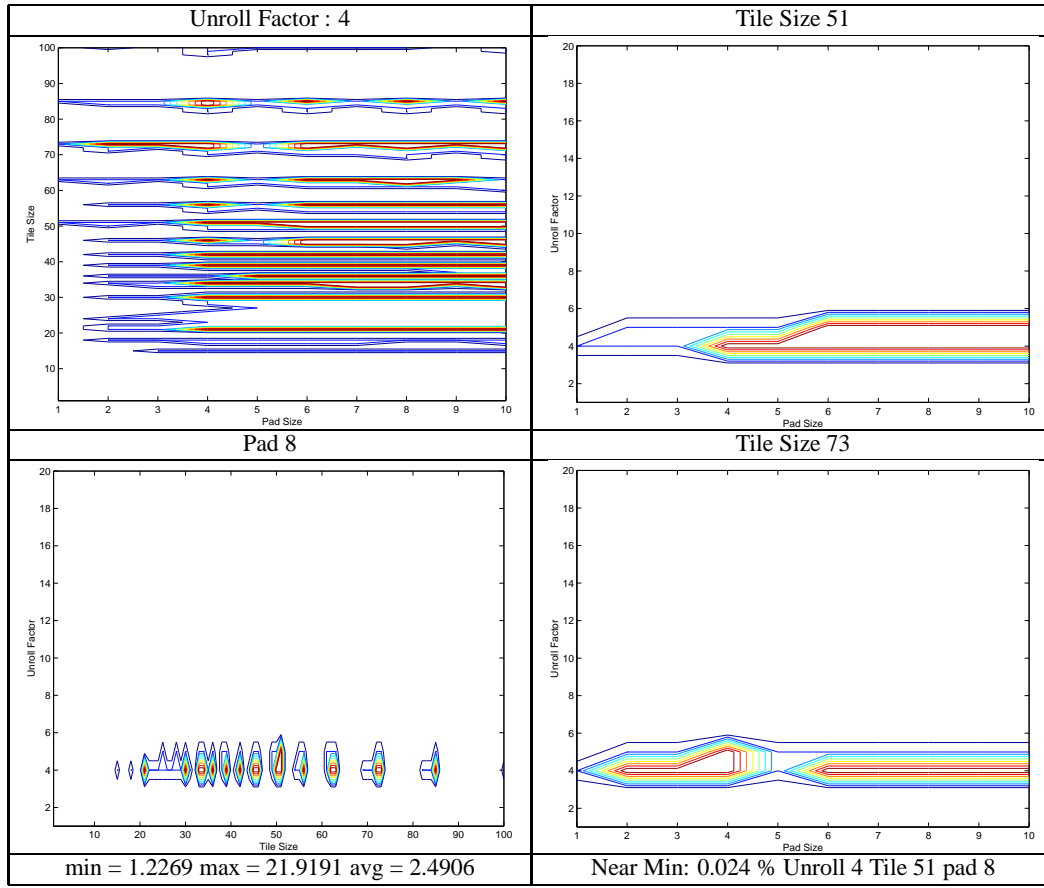 Unroll Factor : 4
Tile Size 51
100
90
80
70
60
50
40
30
20
10
Tile Size
1 2 3 4 5 6 7 8 9 10
Pad Size
20
18
16
14
12
10
8
6
4
2
Unroll Factor
1 2 3 4 5 6 7 8 9 10
Pad Size
Pad 8
Tile Size 73
20
18
16
14
12
10
8
6
4
2
Unroll Factor
10 20 30 40 50 60 70 80 90 100
Tile Size
20
18
16
14
12
10
8
6
4
2
Unroll Factor
1 2 3 4 5 6 7 8 9 10
Pad Size
min = 1.2269 max = 21.9191 avg = 2.4906
Near Min: 0.024 % Unroll 4 Tile 51 pad 8